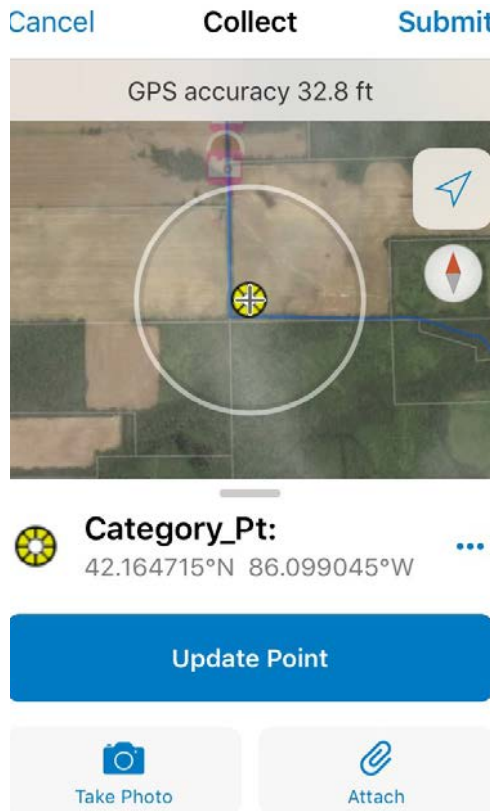 Cancel Collect Submit
GPS accuracy 32.8 ft
Category_Pt:
42.164715°N 86.099045°W
Update Point
Take Photo Attach